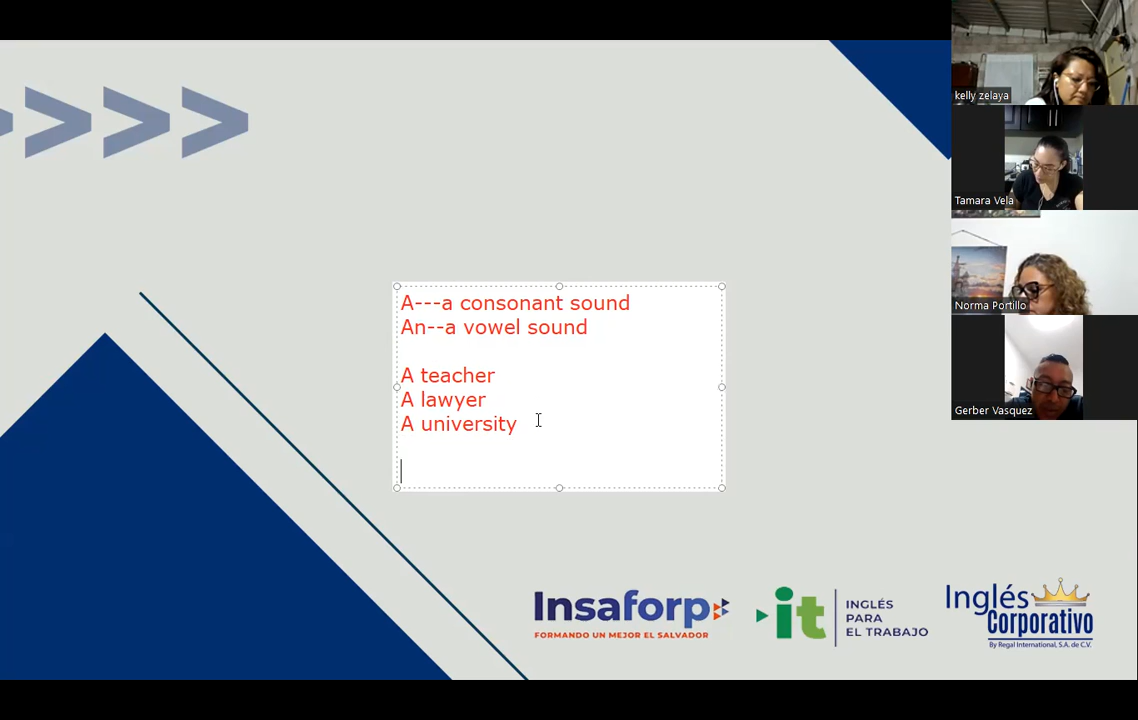 A---a consonant sound
An--a vowel sound
A teacher
A lawyer
A university
kelly zelaya
Tamara Vela
Norma Portillo
Gerber Vasquez
Insaforp
FORMANDO UN MEJOR EL SALVADOR
it
INGLÉS
PARA
EL TRABAJO
Inglés
Corporativo
By Regal International, S.A. de C.V.